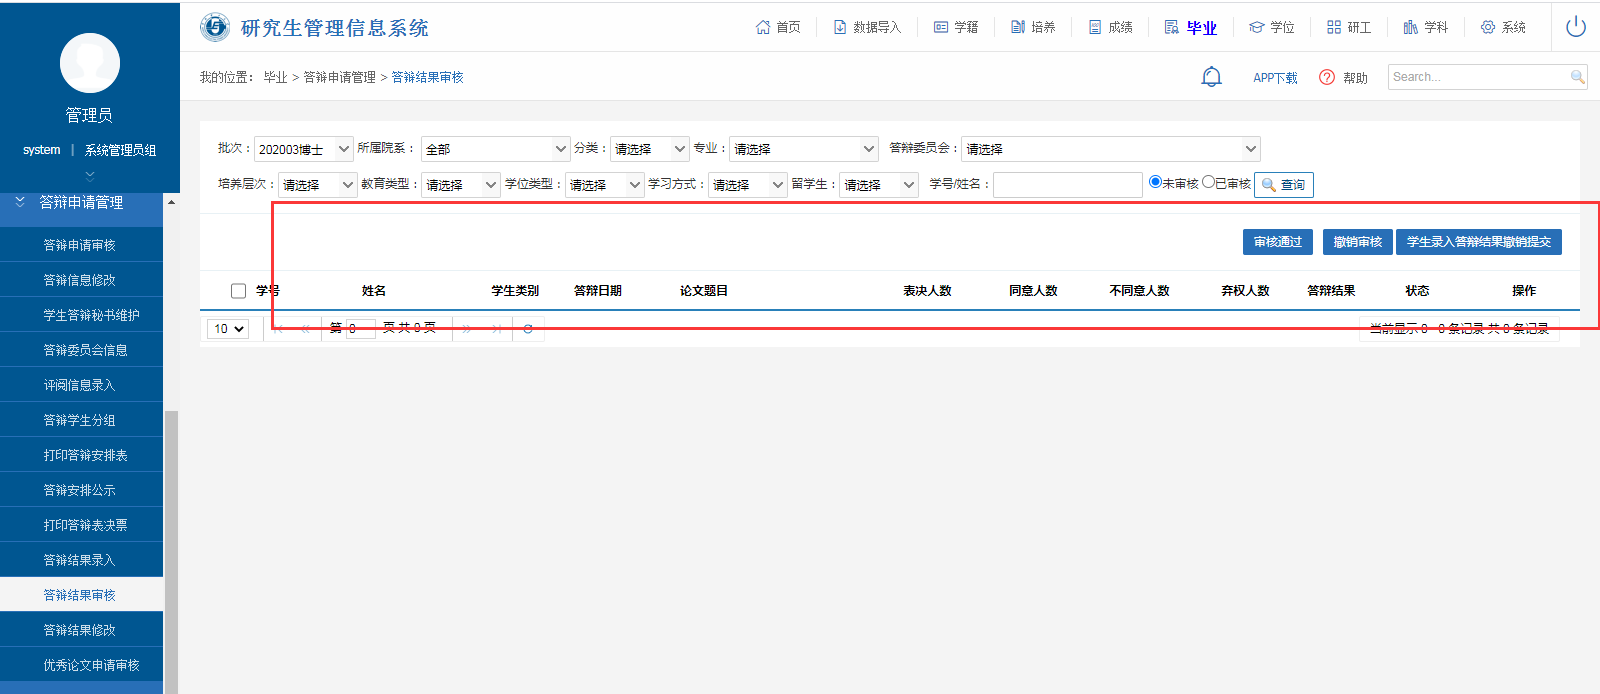 研究生管理信息系统
首页 数据导入 学籍 培养 成绩 毕业 学位 研工 学科 系统
管理员
system | 系统管理员组
我的位置： 毕业 > 答辩申请管理 > 答辩结果审核
APP下载 帮助 Search...
批次： 202003博士 所属院系： 全部 分类： 请选择 专业： 请选择 答辩委员会： 请选择
培养层次： 请选择 教育类型： 请选择 学位类型： 请选择 学习方式： 请选择 留学生： 请选择 学号/姓名： 未审核 已审核 查询
审核通过 撤销审核 学生录入答辩结果撤销提交
学号 姓名 学生类别 答辩日期 论文题目 表决人数 同意人数 不同意人数 弃权人数 答辩结果 状态 操作
10 第 0 页 共 0 页 当前显示 0 - 0 条记录 共 0 条记录
答辩申请管理
答辩申请审核
答辩信息修改
学生答辩秘书维护
答辩委员会信息
评阅信息录入
答辩学生分组
打印答辩安排表
答辩安排公示
打印答辩表决票
答辩结果录入
答辩结果审核
答辩结果修改
优秀论文申请审核